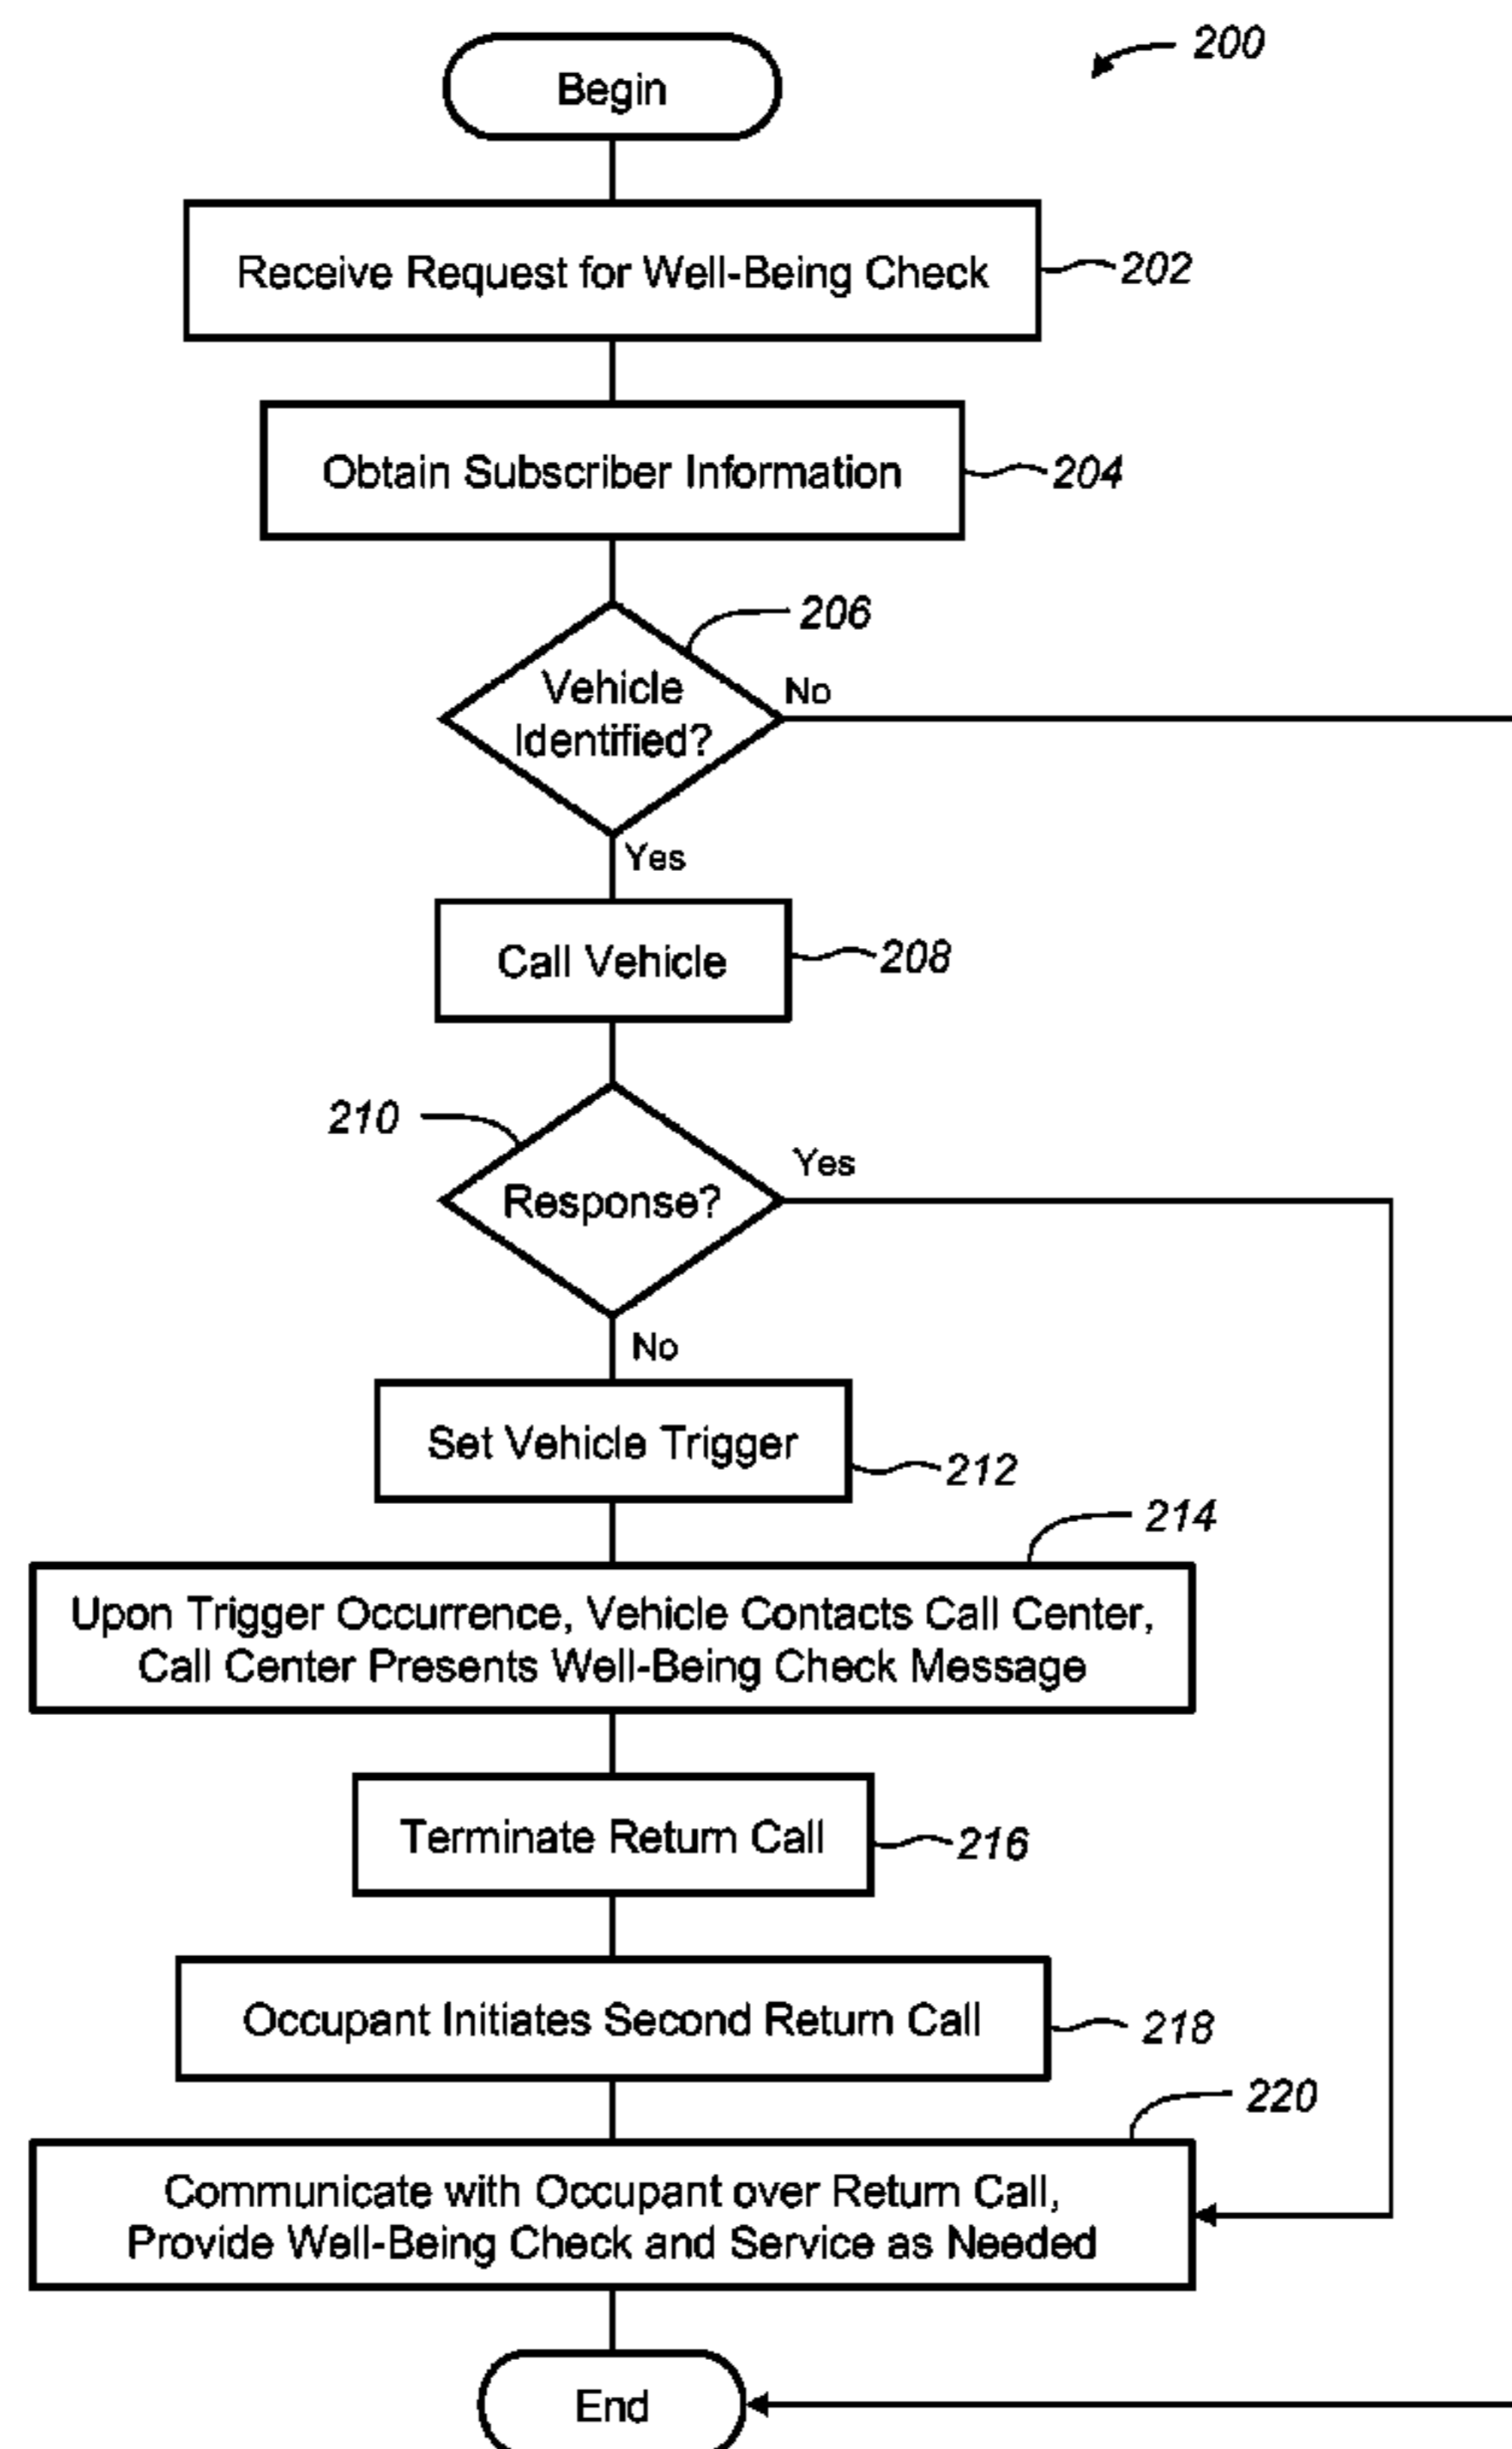 200
Begin
Receive Request for Well-Being Check
202
Obtain Subscriber Information
204
206
Vehicle
Identified?
No
Yes
Call Vehicle
208
210
Response?
Yes
No
Set Vehicle Trigger
212
214
Upon Trigger Occurrence, Vehicle Contacts Call Center,
Call Center Presents Well-Being Check Message
Terminate Return Call
216
Occupant Initiates Second Return Call
218
220
Communicate with Occupant over Return Call,
Provide Well-Being Check and Service as Needed
End